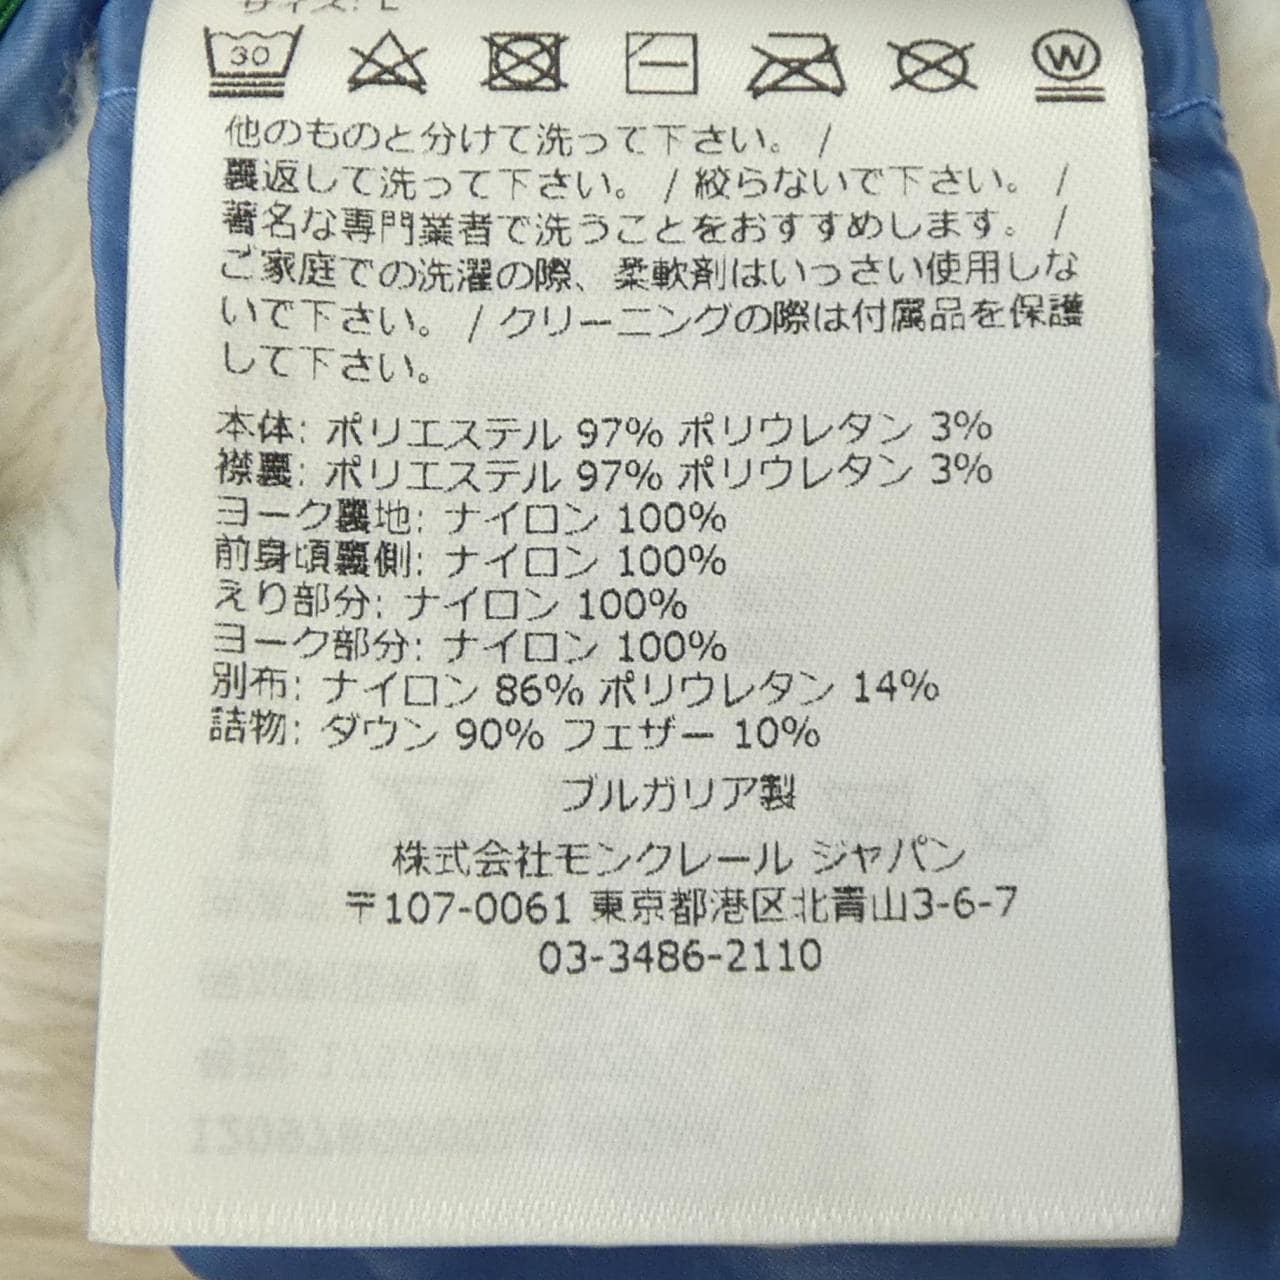 サイズ: L
30
W
他のものと分けて洗って下さい。 /
裏返して洗って下さい。 / 絞らないで下さい。 /
著名な専門業者で洗うことをおすすめします。 /
ご家庭での洗濯の際、柔軟剤はいっさい使用しな
いで下さい。 / クリーニングの際は付属品を保護
して下さい。
本体: ポリエステル 97% ポリウレタン 3%
襟裏: ポリエステル 97% ポリウレタン 3%
ヨーク裏地: ナイロン 100%
前身頃裏側: ナイロン 100%
えり部分: ナイロン 100%
ヨーク部分: ナイロン 100%
別布: ナイロン 86% ポリウレタン 14%
詰物: ダウン 90% フェザー 10%
ブルガリア製
株式会社モンクレール ジャパン
〒107-0061 東京都港区北青山3-6-7
03-3486-2110